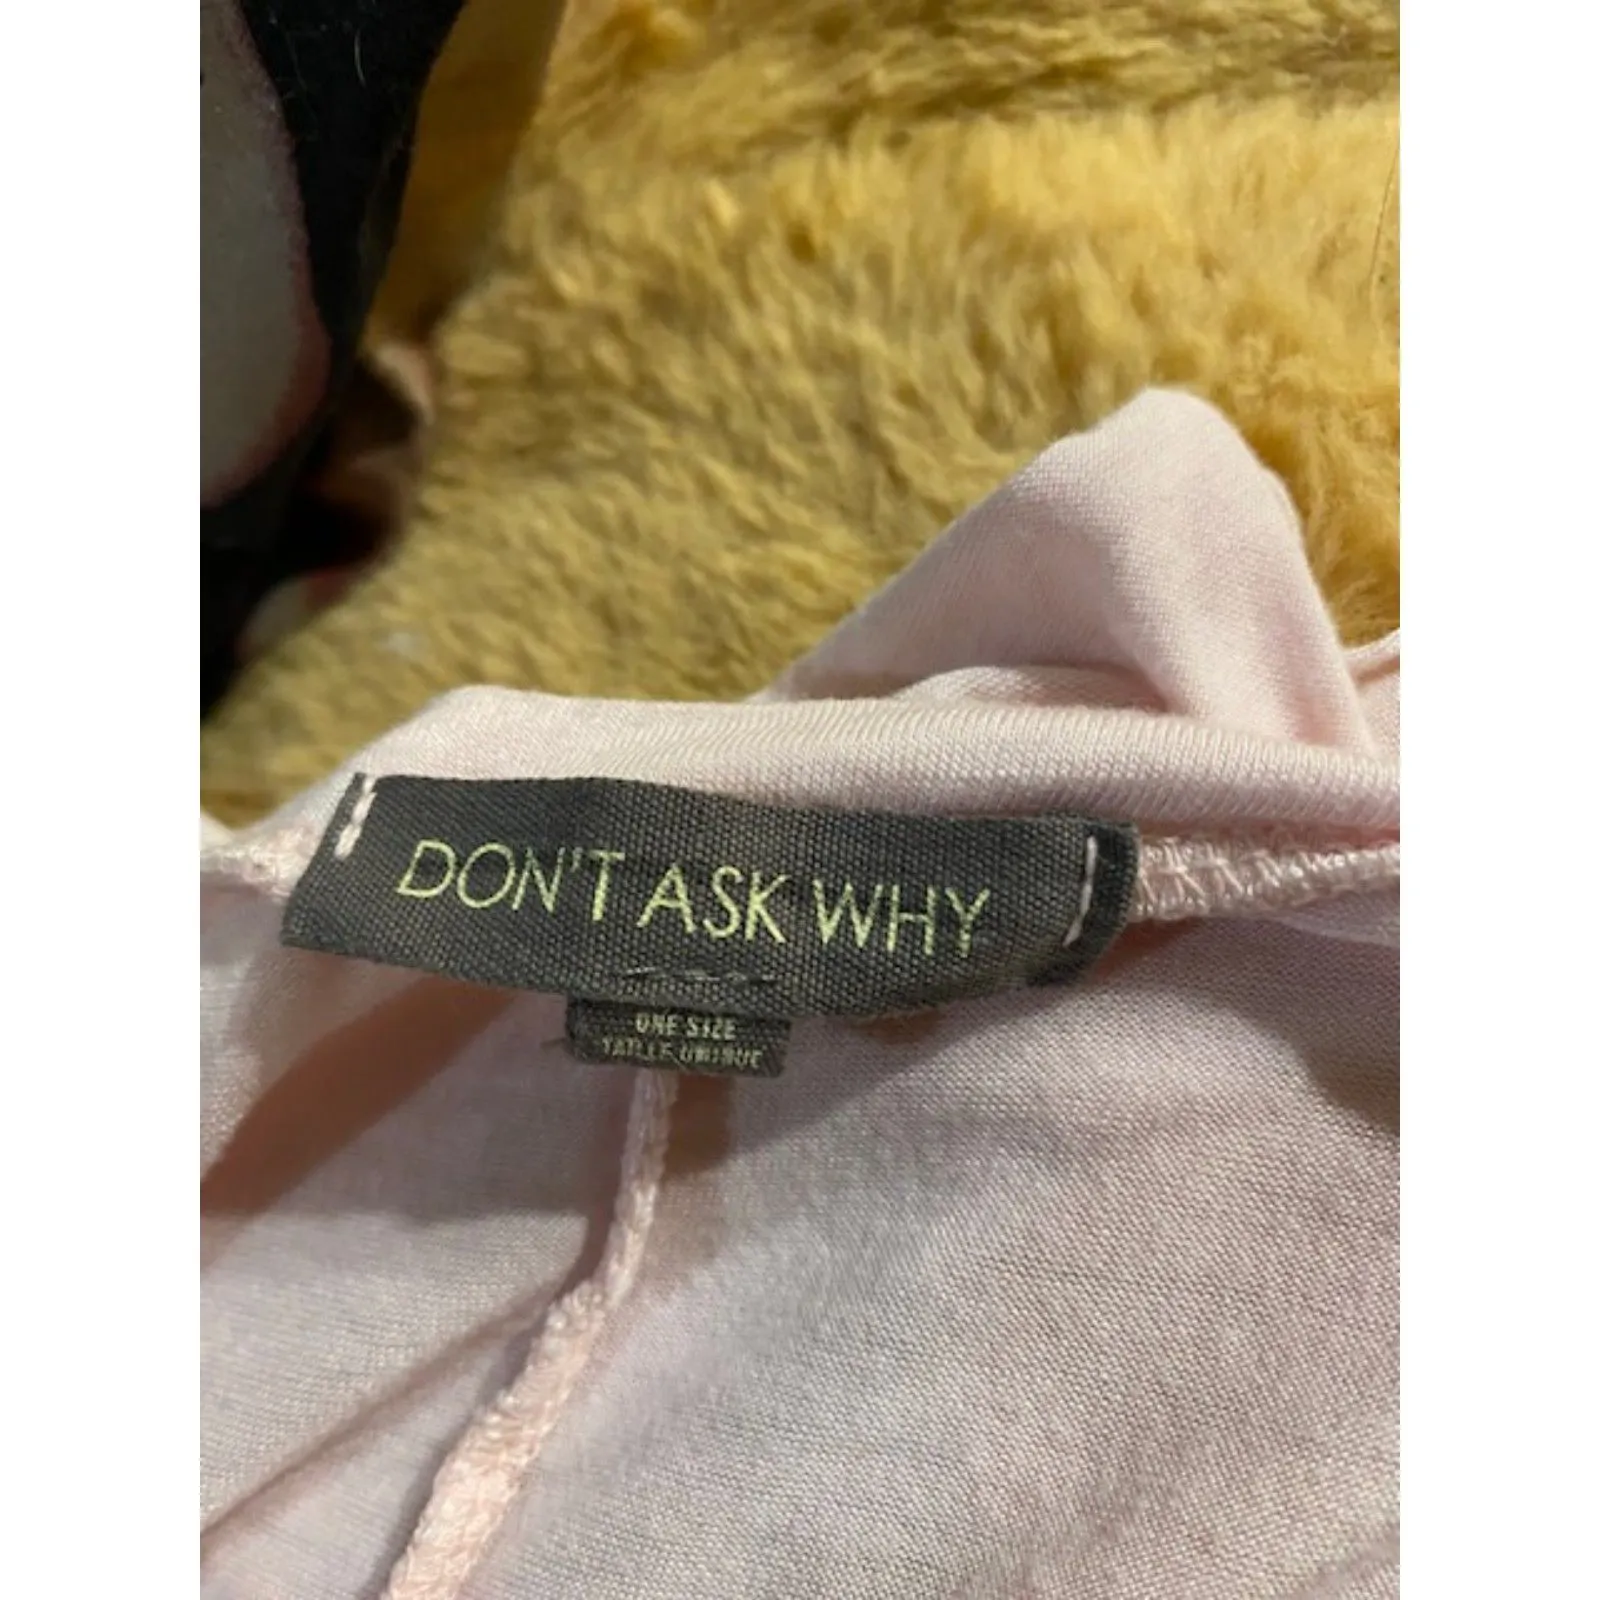 DON'T ASK WHY
ONE SIZE
TAILLE UNIQUE